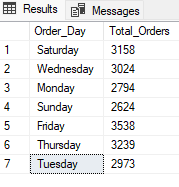 Results Messages
Order_Day Total_Orders
1 Saturday 3158
2 Wednesday 3024
3 Monday 2794
4 Sunday 2624
5 Friday 3538
6 Thursday 3239
7 Tuesday 2973